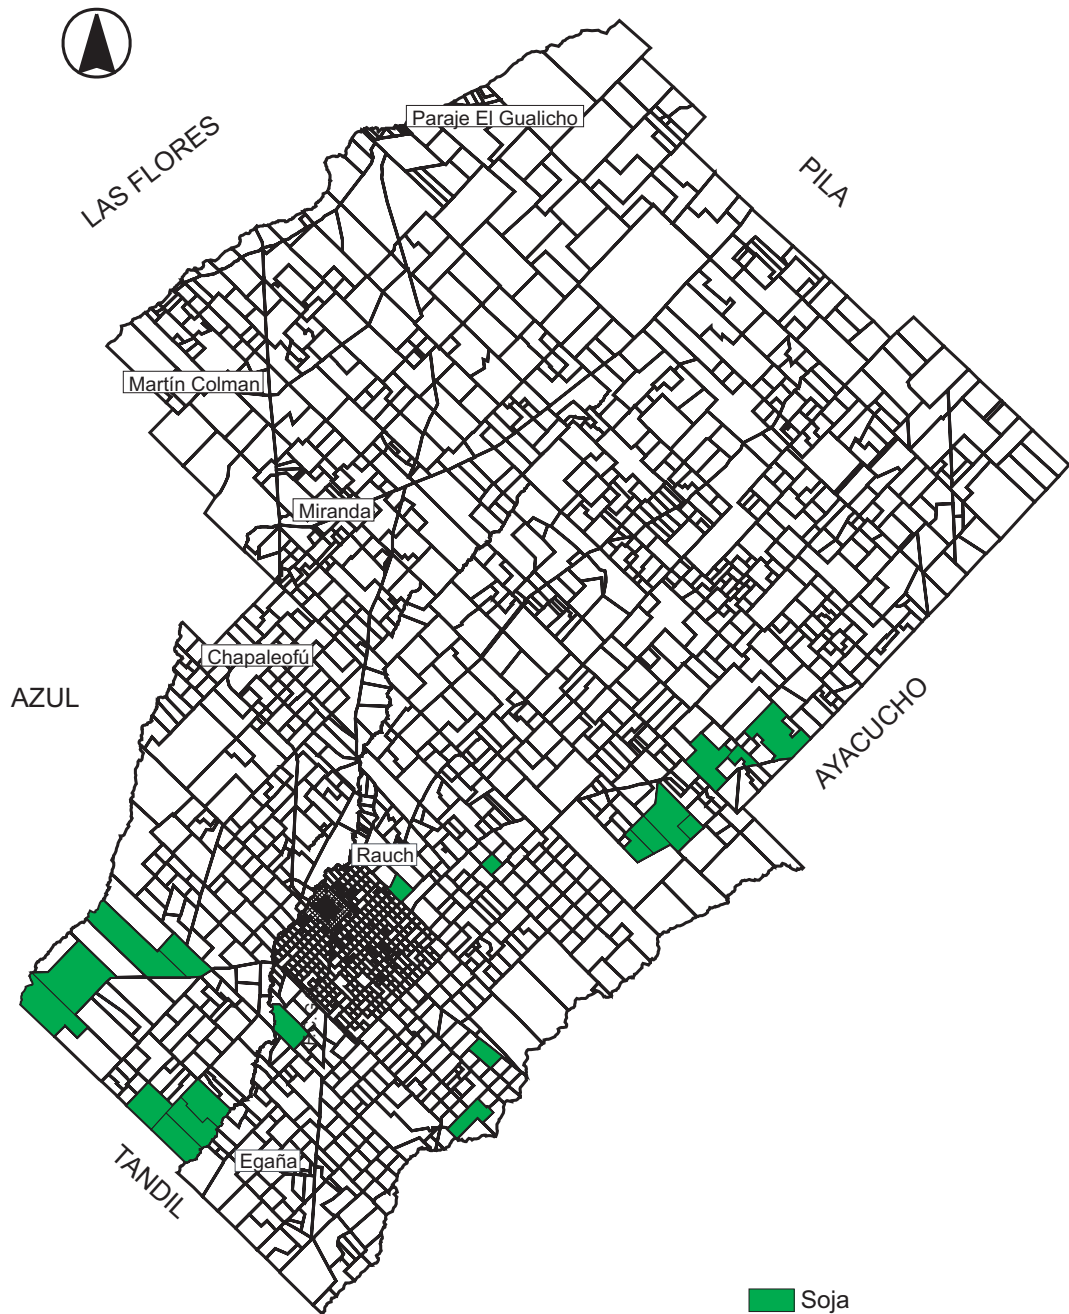 Paraje El Gualicho
LAS FLORES
PILA
Martín Colman
Miranda
Chapaleofú
AZUL
AYACUCHO
Rauch
TANDIL
Egaña
Soja